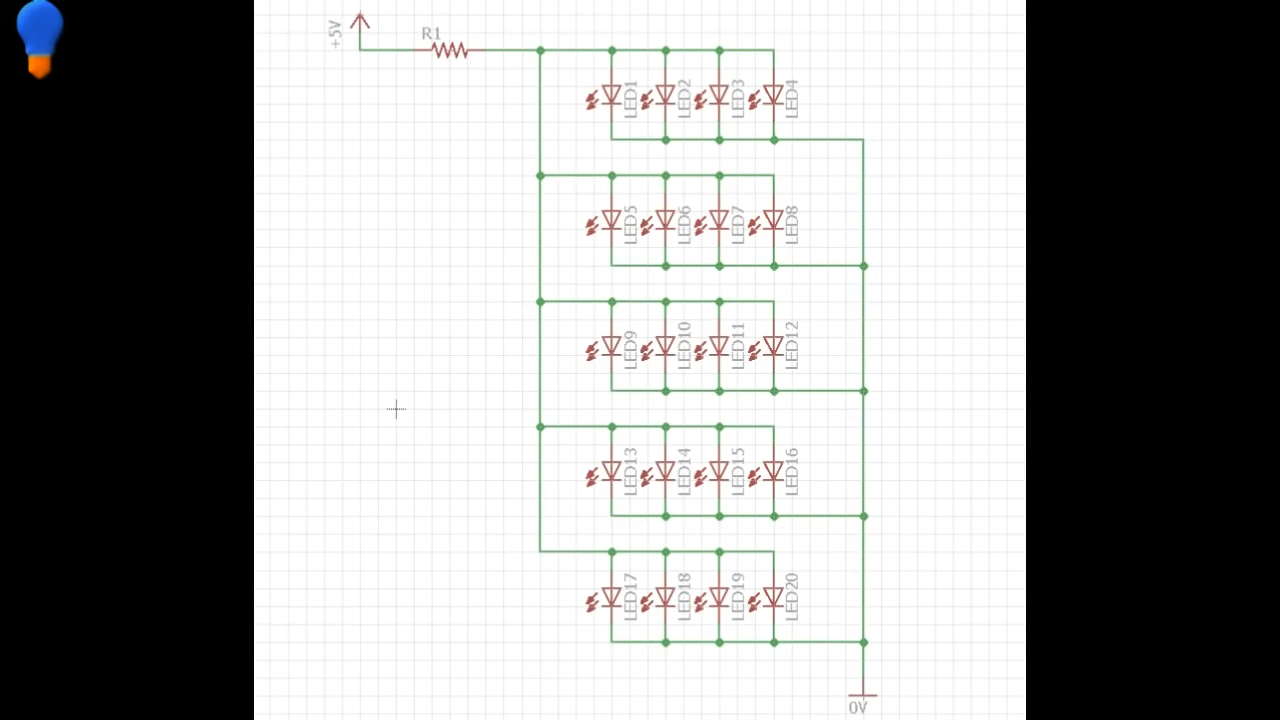 +5V
R1
LED1 LED2 LED3 LED4
LED5 LED6 LED7 LED8
LED9 LED10 LED11 LED12
LED13 LED14 LED15 LED16
LED17 LED18 LED19 LED20
0V